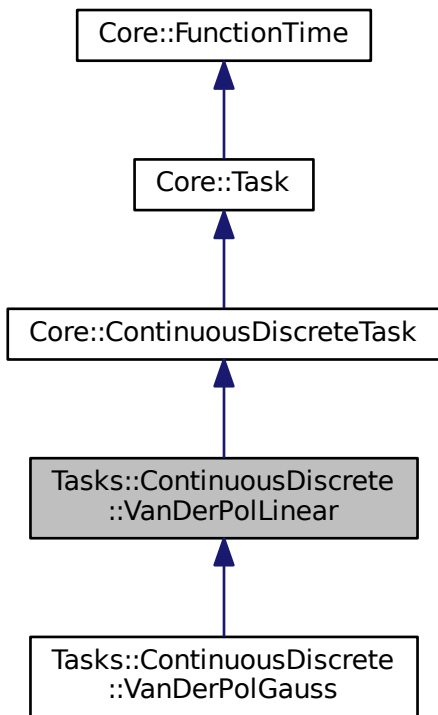 Core::FunctionTime
Core::Task
Core::ContinuousDiscreteTask
Tasks::ContinuousDiscrete
::VanDerPolLinear
Tasks::ContinuousDiscrete
::VanDerPolGauss